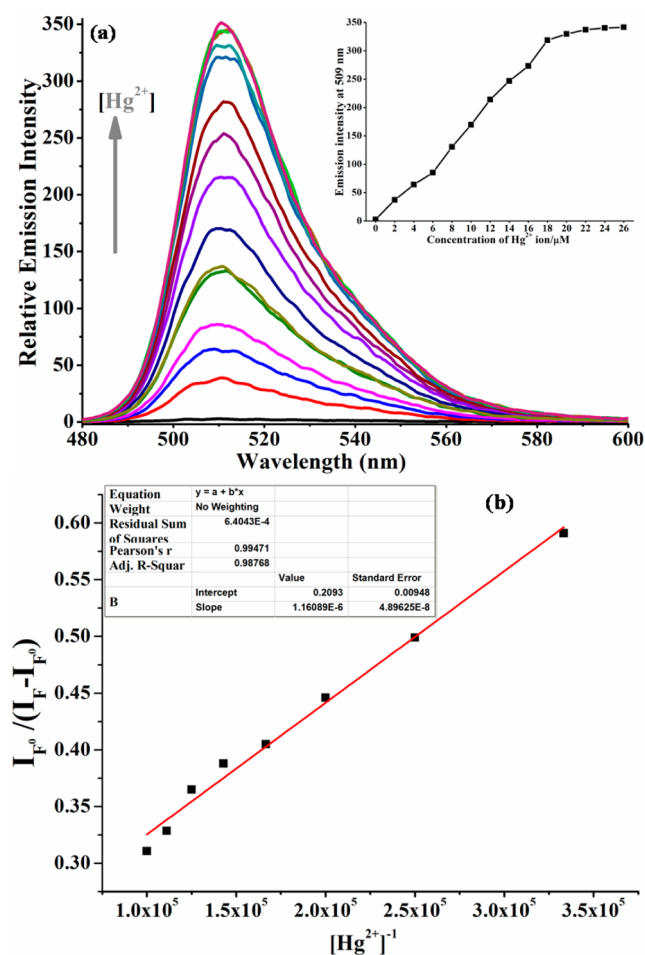 (a)
[Hg²⁺]
Relative Emission Intensity
350
300
250
200
150
100
50
0
480 500 520 540 560 580 600
Wavelength (nm)
Emission intensity at 509 nm
350
300
250
200
150
100
50
0
0 2 4 6 8 10 12 14 16 18 20 22 24 26
Concentration of Hg²⁺ ion/μM
(b)
Equation y = a + b*x
Weight No Weighting
Residual Sum of Squares 6.4043E-4
Pearson's r 0.99471
Adj. R-Squar 0.98768
Value Standard Error
B Intercept 0.2093 0.00948
Slope 1.16089E-6 4.89625E-8
I_F⁰/(I_F-I_F⁰)
0.60
0.55
0.50
0.45
0.40
0.35
0.30
1.0x10⁵ 1.5x10⁵ 2.0x10⁵ 2.5x10⁵ 3.0x10⁵ 3.5x10⁵
[Hg²⁺]⁻¹